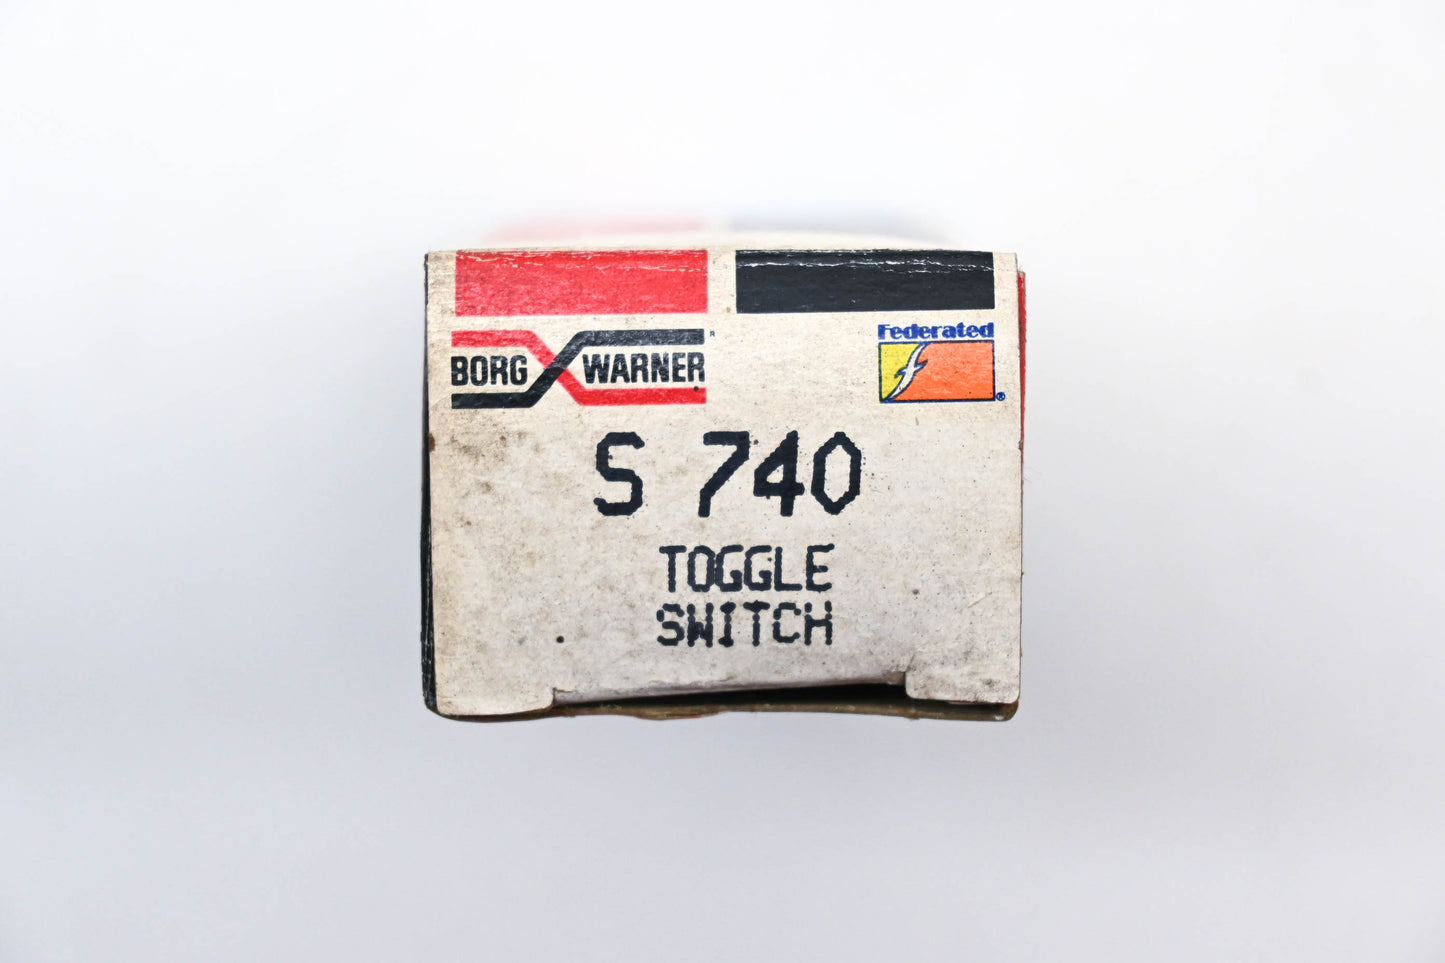 BORG WARNER
Federated
S 740
TOGGLE
SWITCH